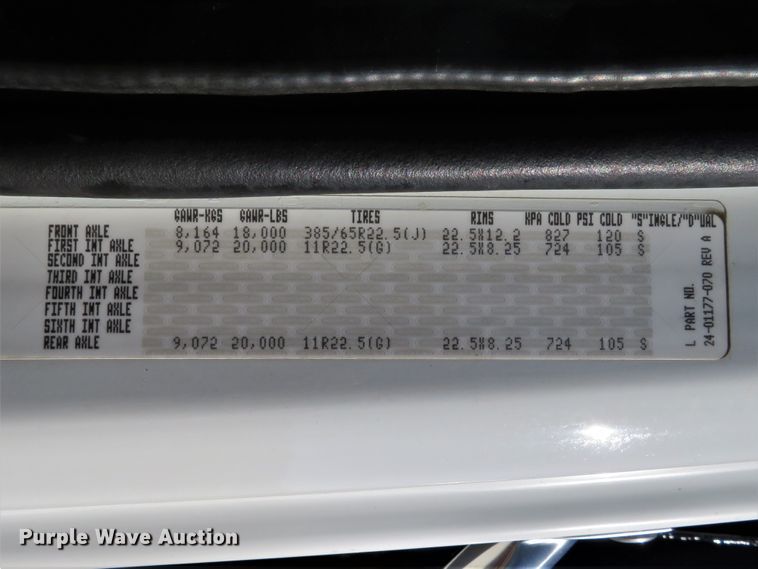 GAWR-KGS GAWR-LBS TIRES RIMS KPA COLD PSI COLD "S"INGLE/"D"UAL
FRONT AXLE 8,164 18,000 385/65R22.5(J) 22.5X12.2 827 120 S
FIRST INT AXLE 9,072 20,000 11R22.5(G) 22.5X8.25 724 105 S
SECOND INT AXLE
THIRD INT AXLE
FOURTH INT AXLE
FIFTH INT AXLE
SIXTH INT AXLE
REAR AXLE 9,072 20,000 11R22.5(G) 22.5X8.25 724 105 S
L PART NO.
24-01177-070 REV A
Purple Wave Auction